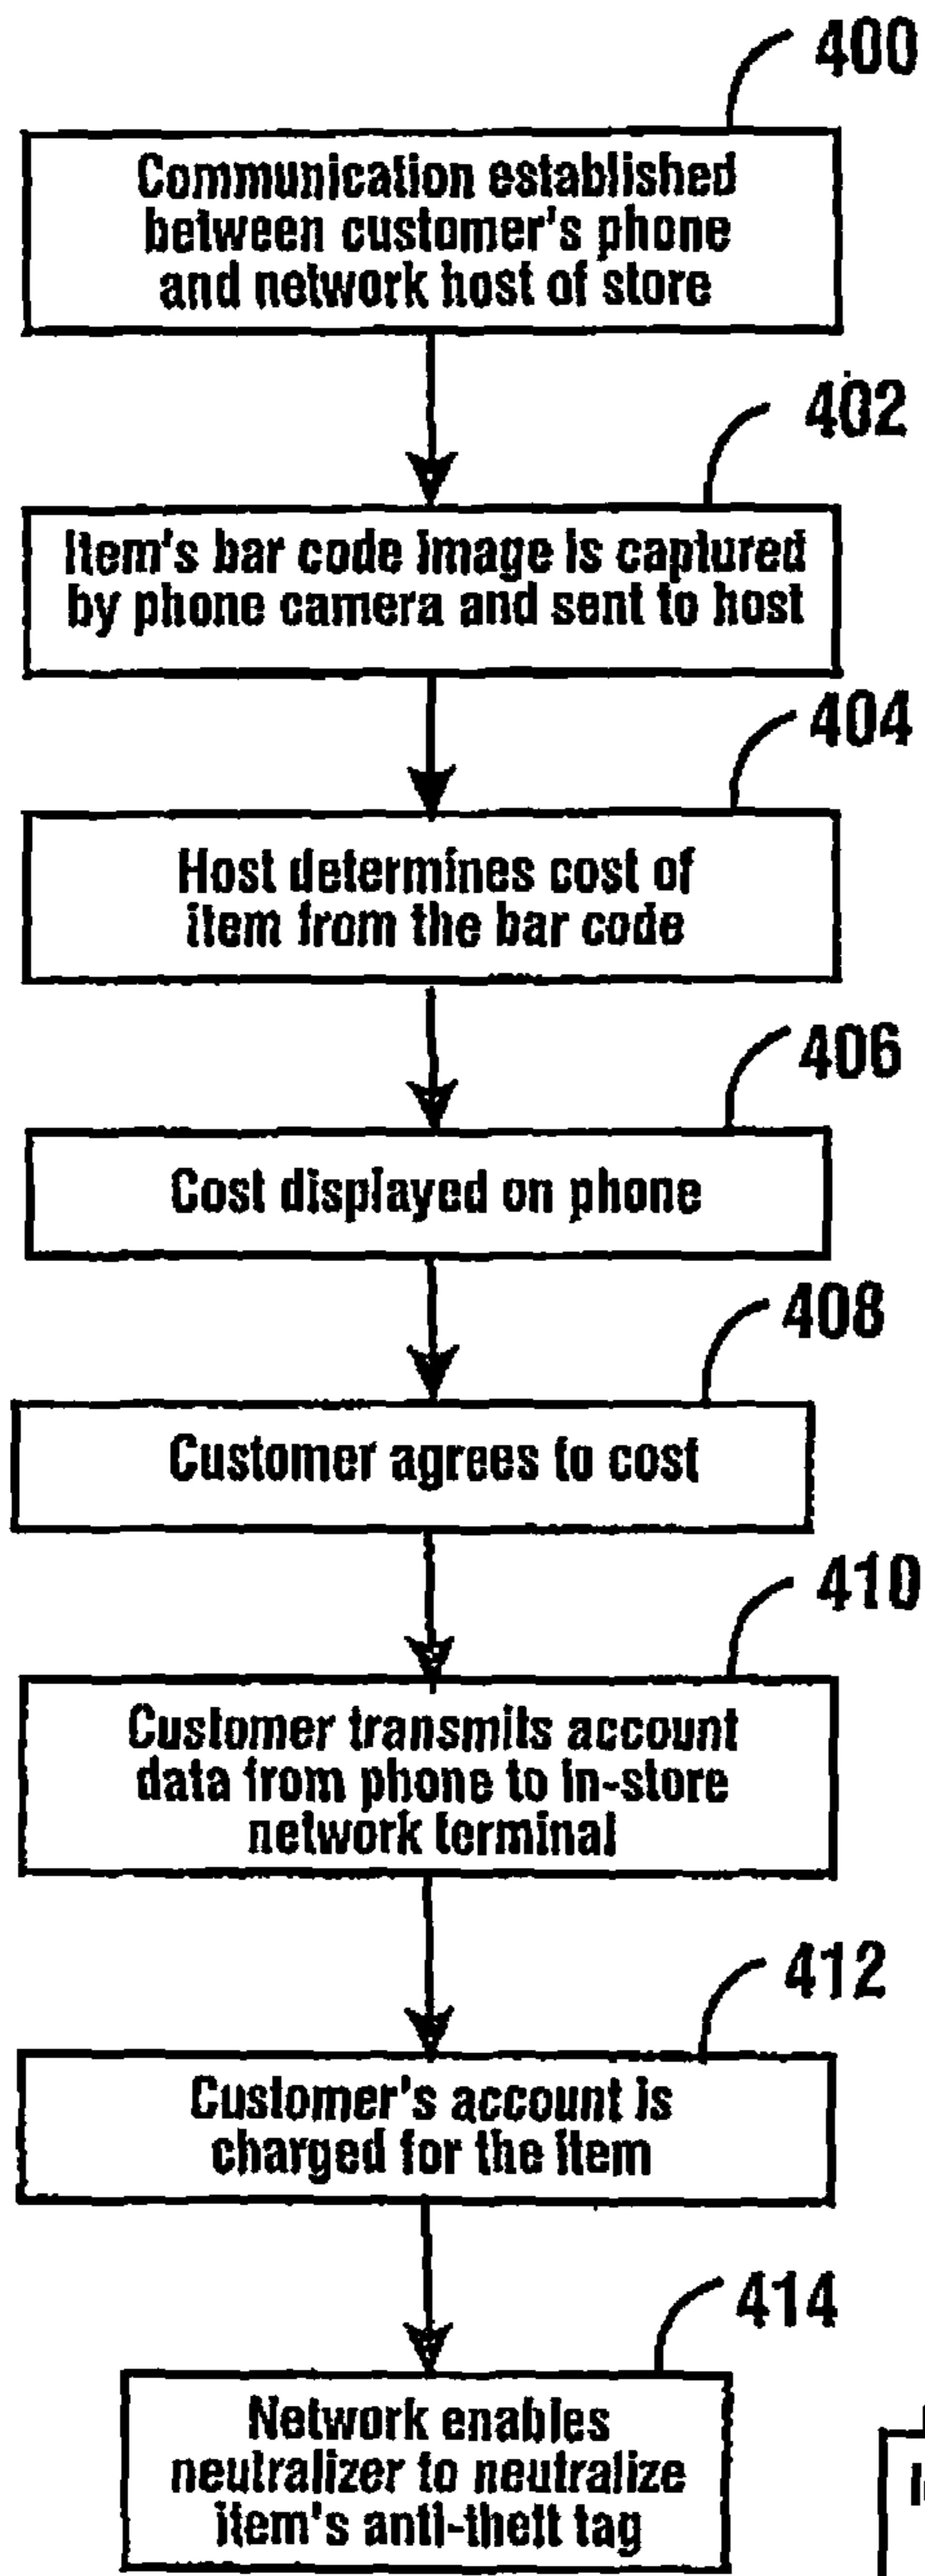 400
Communication established
between customer's phone
and network host of store
402
Item's bar code image is captured
by phone camera and sent to host
404
Host determines cost of
item from the bar code
406
Cost displayed on phone
408
Customer agrees to cost
410
Customer transmits account
data from phone to in-store
network terminal
412
Customer's account is
charged for the item
414
Network enables
neutralizer to neutralize
item's anti-theft tag